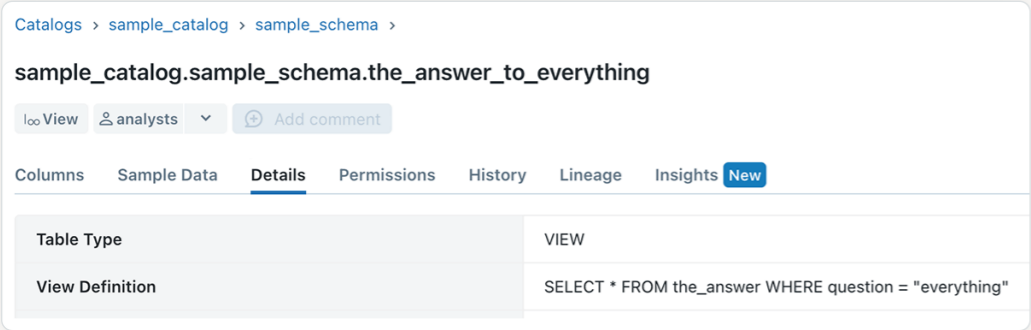 Catalogs > sample_catalog > sample_schema >
sample_catalog.sample_schema.the_answer_to_everything
View analysts Add comment
Columns Sample Data Details Permissions History Lineage Insights New
Table Type VIEW
View Definition SELECT * FROM the_answer WHERE question = "everything"